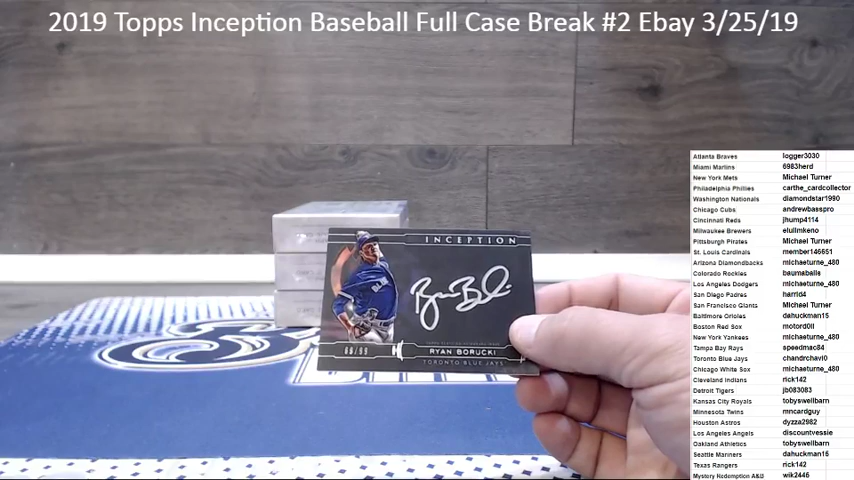 2019 Topps Inception Baseball Full Case Break #2 Ebay 3/25/19
INCEPTION
68/99
RYAN BORUCKI
TORONTO BLUE JAYS
Atlanta Braves logger3030
Miami Marlins 6983herd
New York Mets Michael Turner
Philadelphia Phillies carthe_cardcollector
Washington Nationals diamondstar1990
Chicago Cubs andrewbasspro
Cincinnati Reds jhump4114
Milwaukee Brewers elulimkeno
Pittsburgh Pirates Michael Turner
St. Louis Cardinals member146651
Arizona Diamondbacks michaeturne_480
Colorado Rockies baumaballs
Los Angeles Dodgers michaeturne_480
San Diego Padres harrid4
San Francisco Giants Michael Turner
Baltimore Orioles dahuckman15
Boston Red Sox motord0ll
New York Yankees michaeturne_480
Tampa Bay Rays speedmac84
Toronto Blue Jays chandrchavi0
Chicago White Sox michaeturne_480
Cleveland Indians rick142
Detroit Tigers jb083083
Kansas City Royals tobyswellbarn
Minnesota Twins mncardguy
Houston Astros dyzza2982
Los Angels Angels discountvessie
Oakland Athletics tobyswellbarn
Seattle Mariners dahuckman15
Texas Rangers rick142
Mystery Redemption A&B wik2446